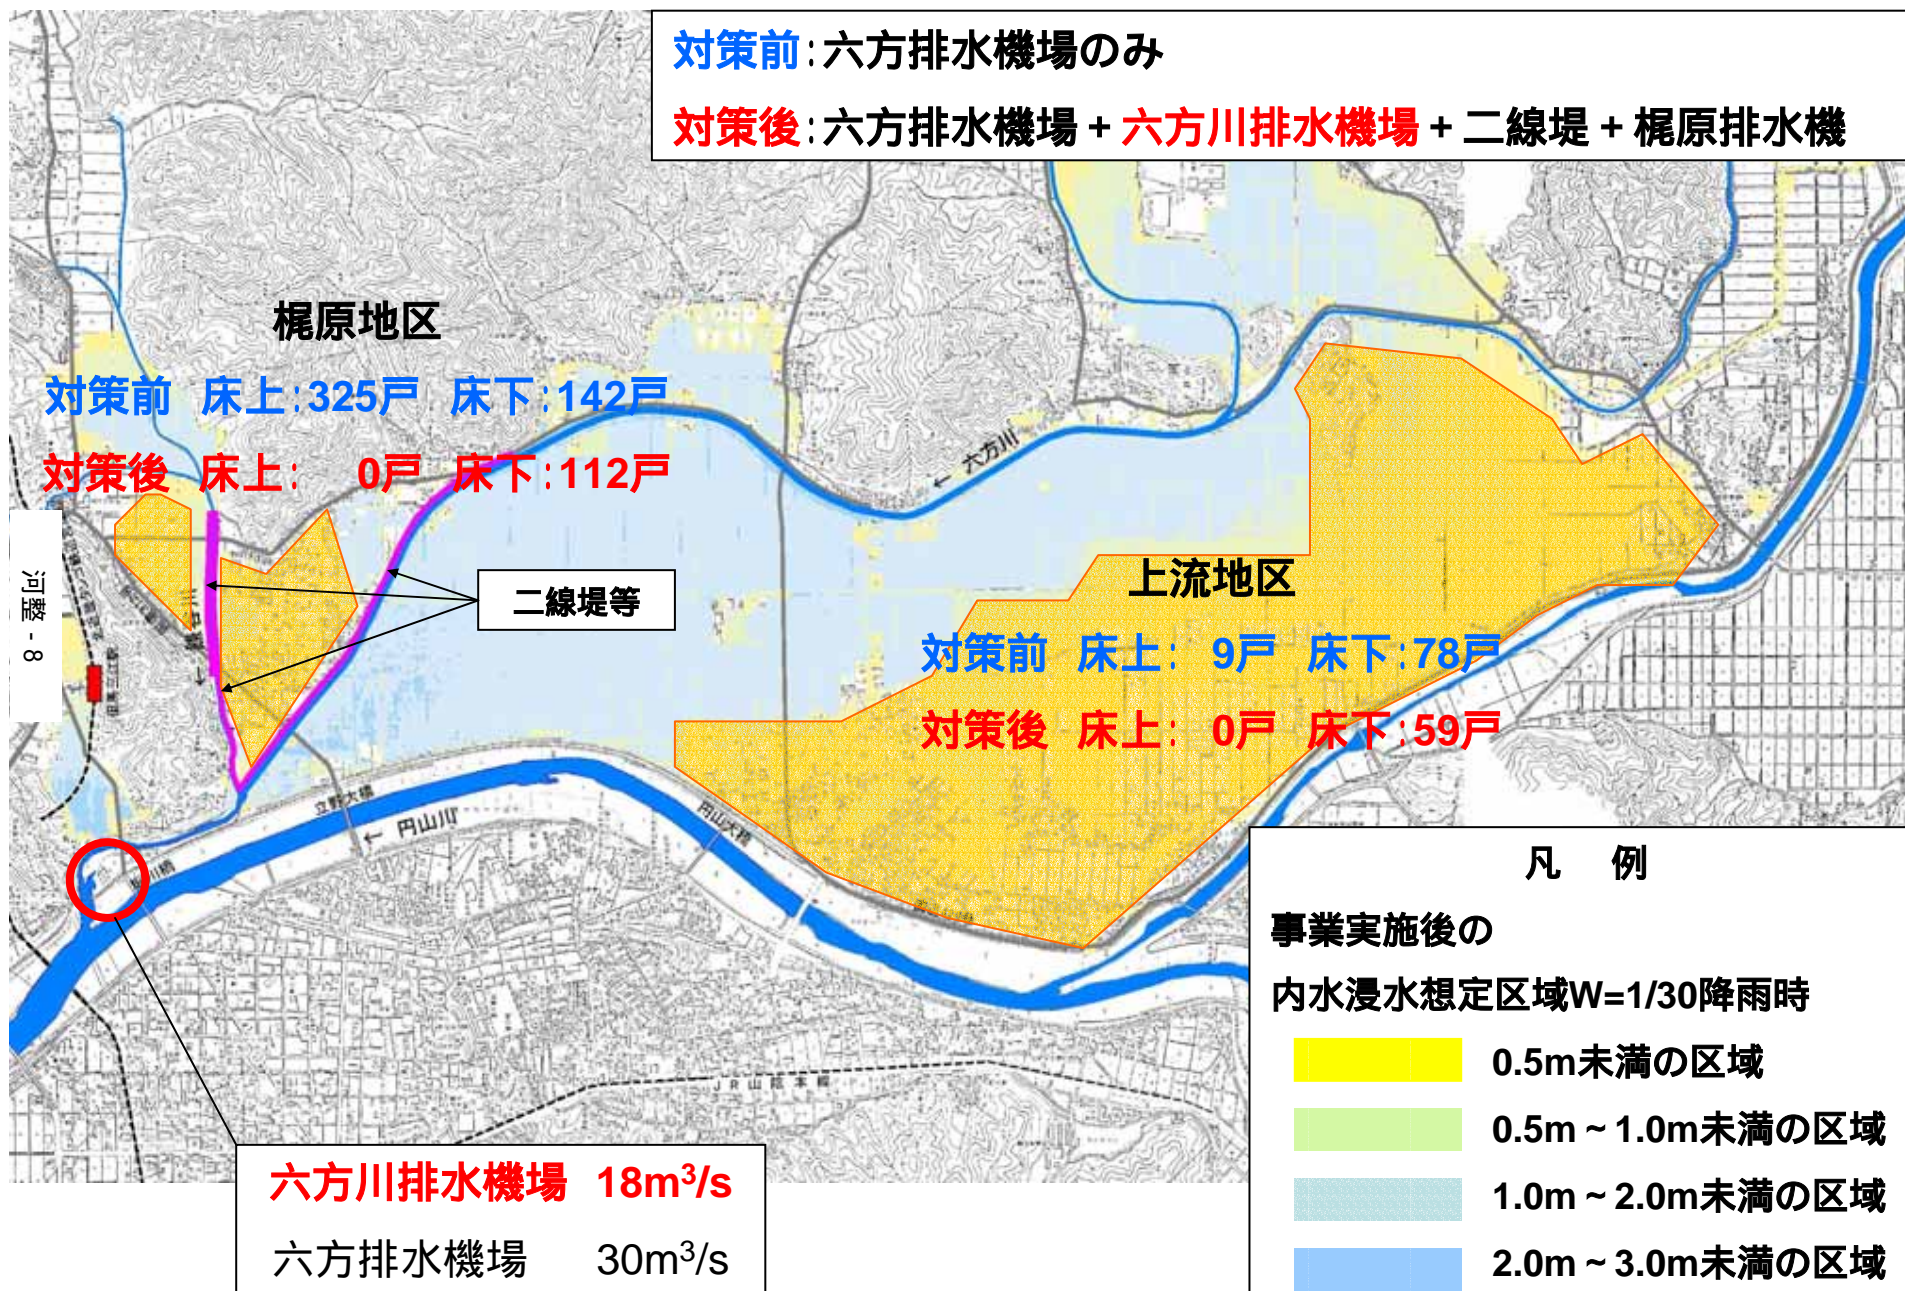 対策前:六方排水機場のみ
対策後:六方排水機場+六方川排水機場+二線堤+梶原排水機
梶原地区
対策前 床上:325戸 床下:142戸
対策後 床上: 0戸 床下:112戸
六方川
二線堤等
上流地区
対策前 床上: 9戸 床下:78戸
対策後 床上: 0戸 床下:59戸
河整-8
立野大橋
円山川
円山大橋
JR山陰本線
六方川排水機場 18m³/s
六方排水機場 30m³/s
凡 例
事業実施後の
内水浸水想定区域W=1/30降雨時
0.5m未満の区域
0.5m~1.0m未満の区域
1.0m~2.0m未満の区域
2.0m~3.0m未満の区域